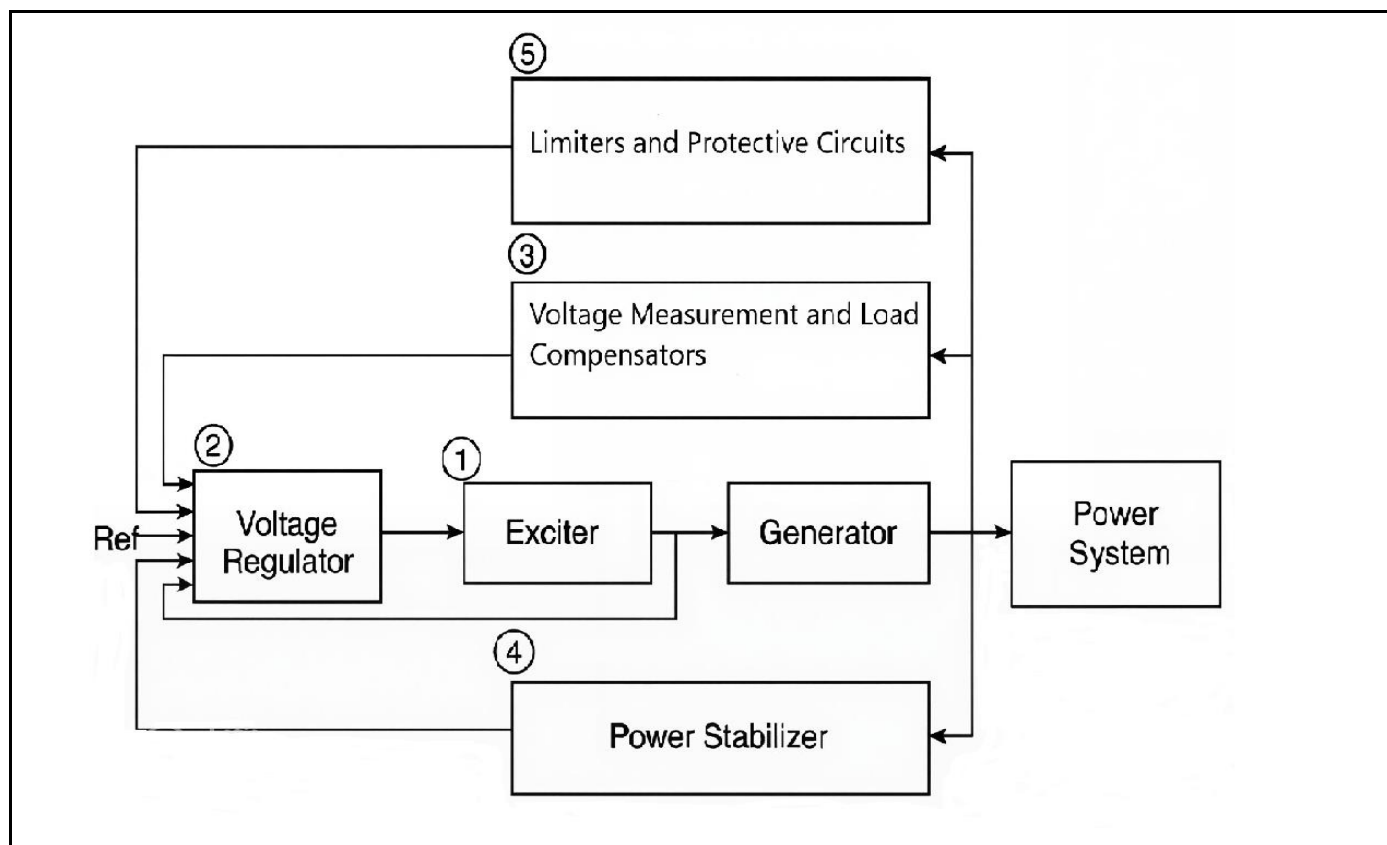 ⑤
Limiters and Protective Circuits
③
Voltage Measurement and Load
Compensators
②
Voltage
Regulator
Ref
①
Exciter
Generator
Power
System
④
Power Stabilizer